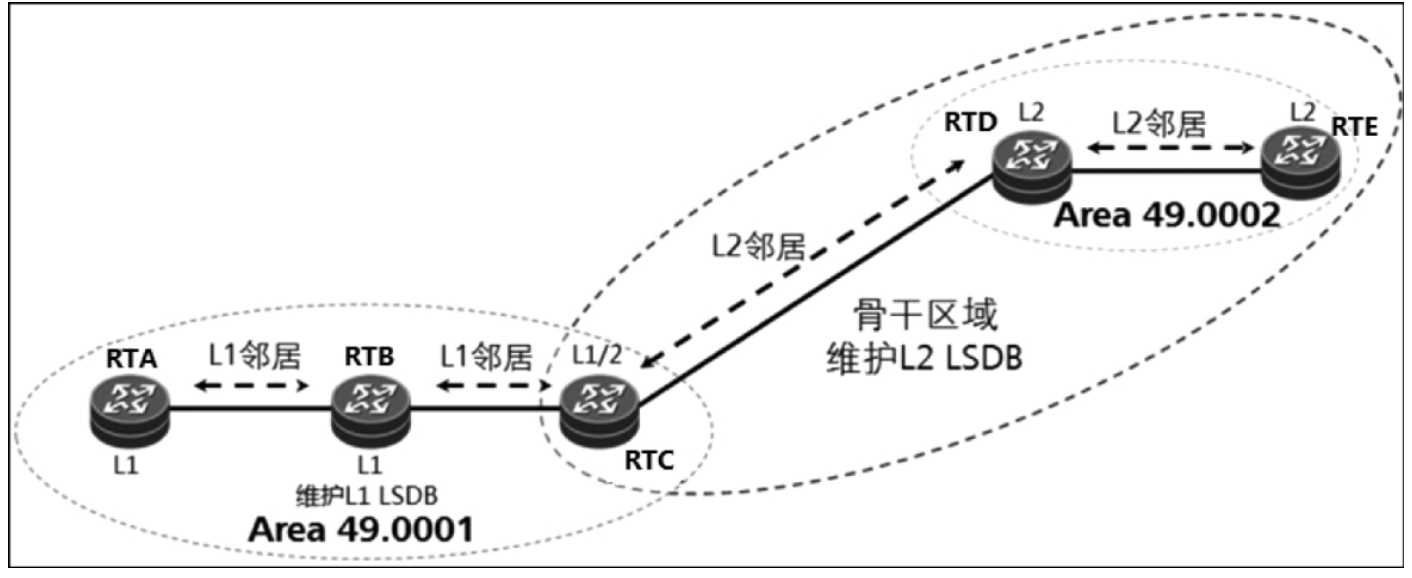 RTD
L2
L2邻居
L2
RTE
Area 49.0002
L2邻居
骨干区域
维护L2 LSDB
RTA
L1邻居
RTB
L1邻居
L1/2
RTC
L1
L1
维护L1 LSDB
Area 49.0001